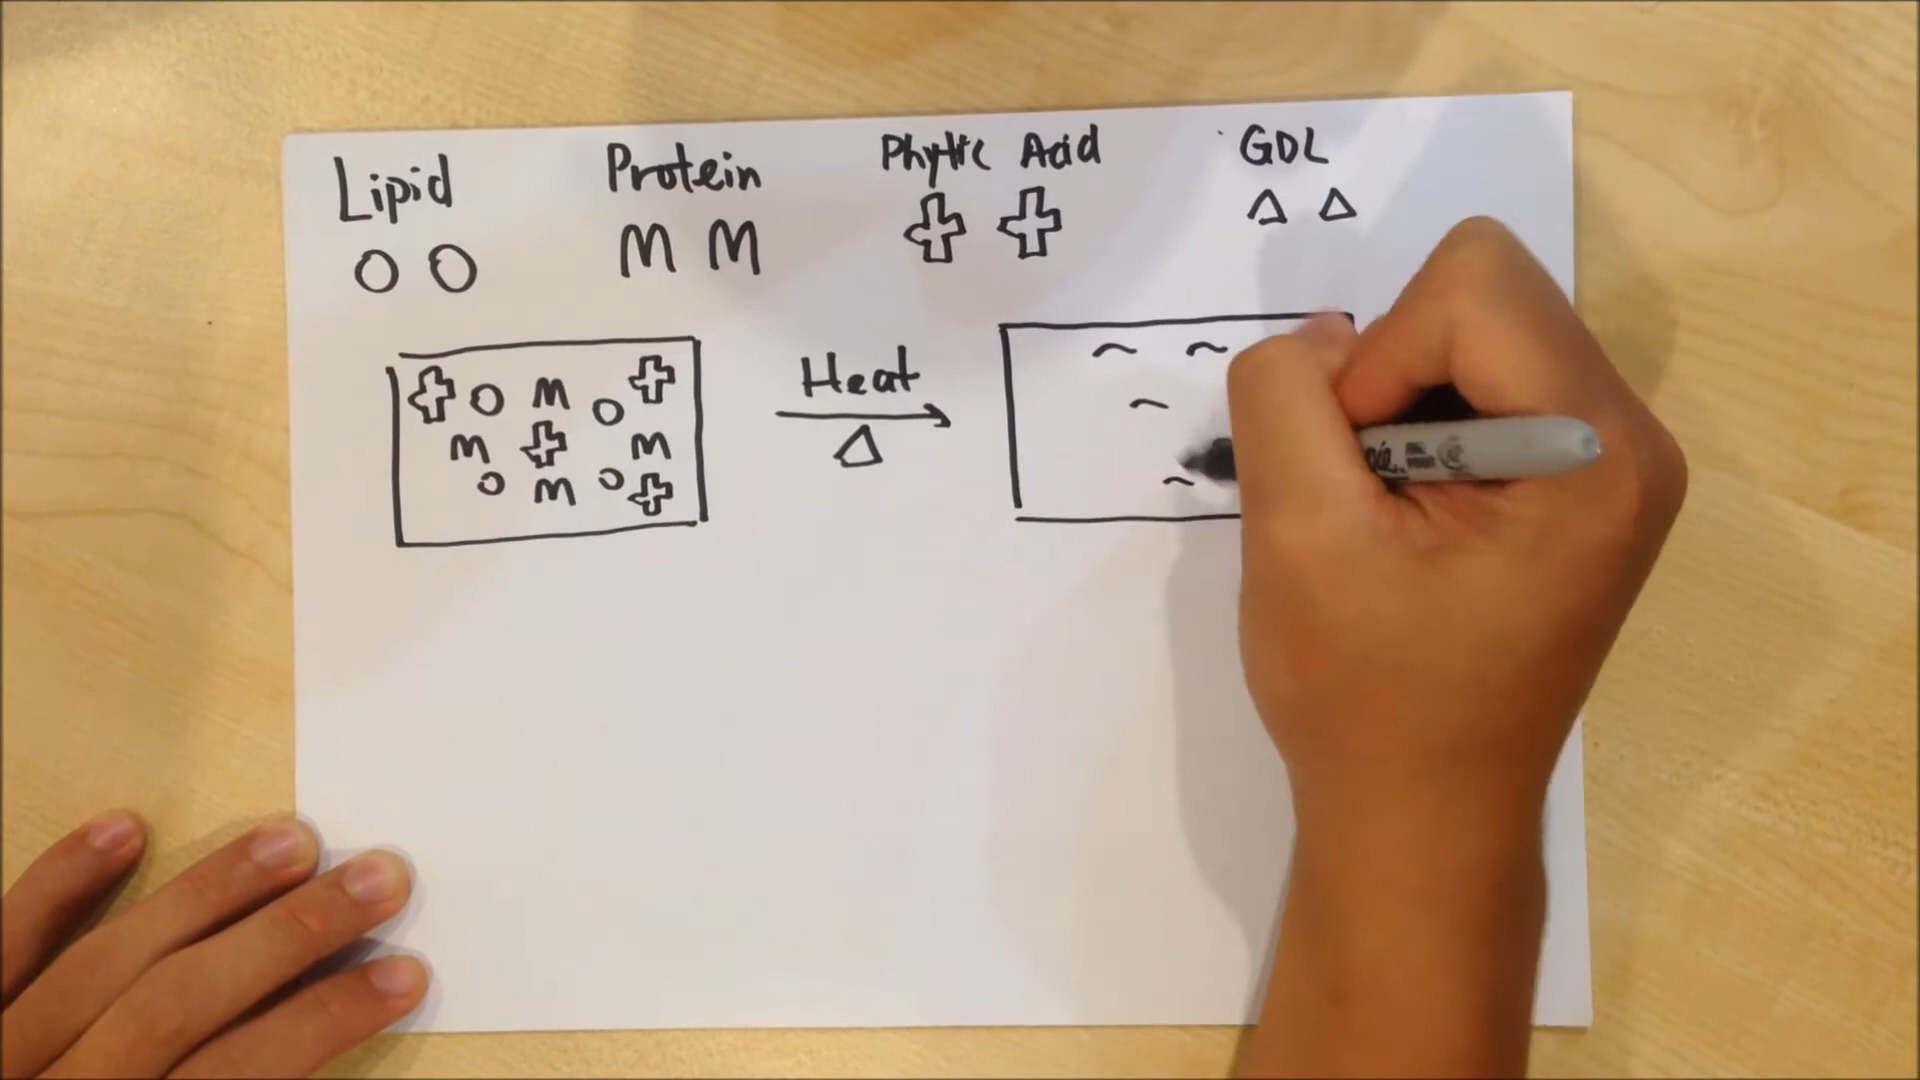 Lipid
Protein
Phytic Acid
GDL
Heat